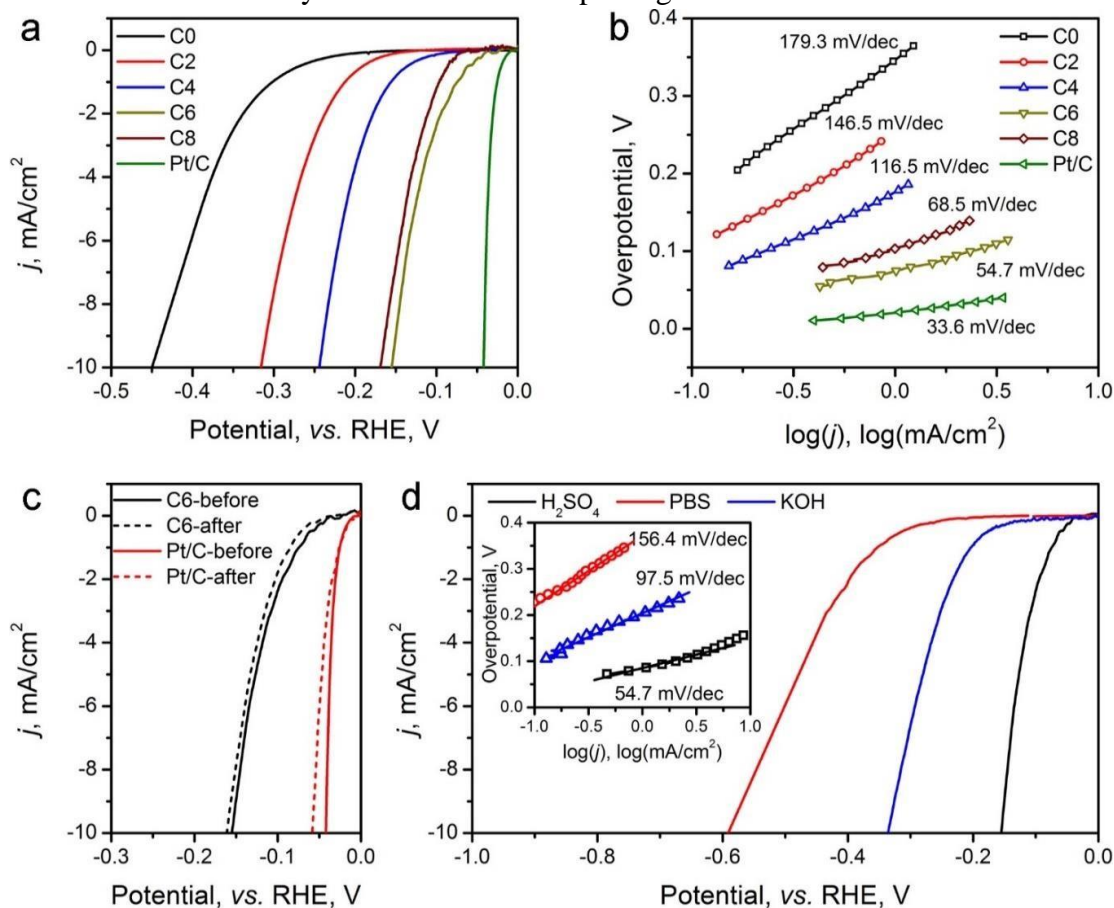 a
C0
C2
C4
C6
C8
Pt/C
0
-2
-4
-6
-8
-10
j, mA/cm²
-0.5
-0.4
-0.3
-0.2
-0.1
-0.0
Potential, vs. RHE, V
b
179.3 mV/dec
146.5 mV/dec
116.5 mV/dec
68.5 mV/dec
54.7 mV/dec
33.6 mV/dec
C0
C2
C4
C6
C8
Pt/C
0.4
0.3
0.2
0.1
0.0
Overpotential, V
-1.0
-0.5
0.0
0.5
1.0
log(j), log(mA/cm²)
c
C6-before
C6-after
Pt/C-before
Pt/C-after
0
-2
-4
-6
-8
-10
j, mA/cm²
-0.3
-0.2
-0.1
0.0
Potential, vs. RHE, V
d
H₂SO₄
PBS
KOH
0
-2
-4
-6
-8
-10
j, mA/cm²
0.4
0.3
0.2
0.1
0.0
Overpotential, V
156.4 mV/dec
97.5 mV/dec
54.7 mV/dec
-1.0
-0.5
0.0
0.5
1.0
log(j), log(mA/cm²)
-1.0
-0.8
-0.6
-0.4
-0.2
0.0
Potential, vs. RHE, V